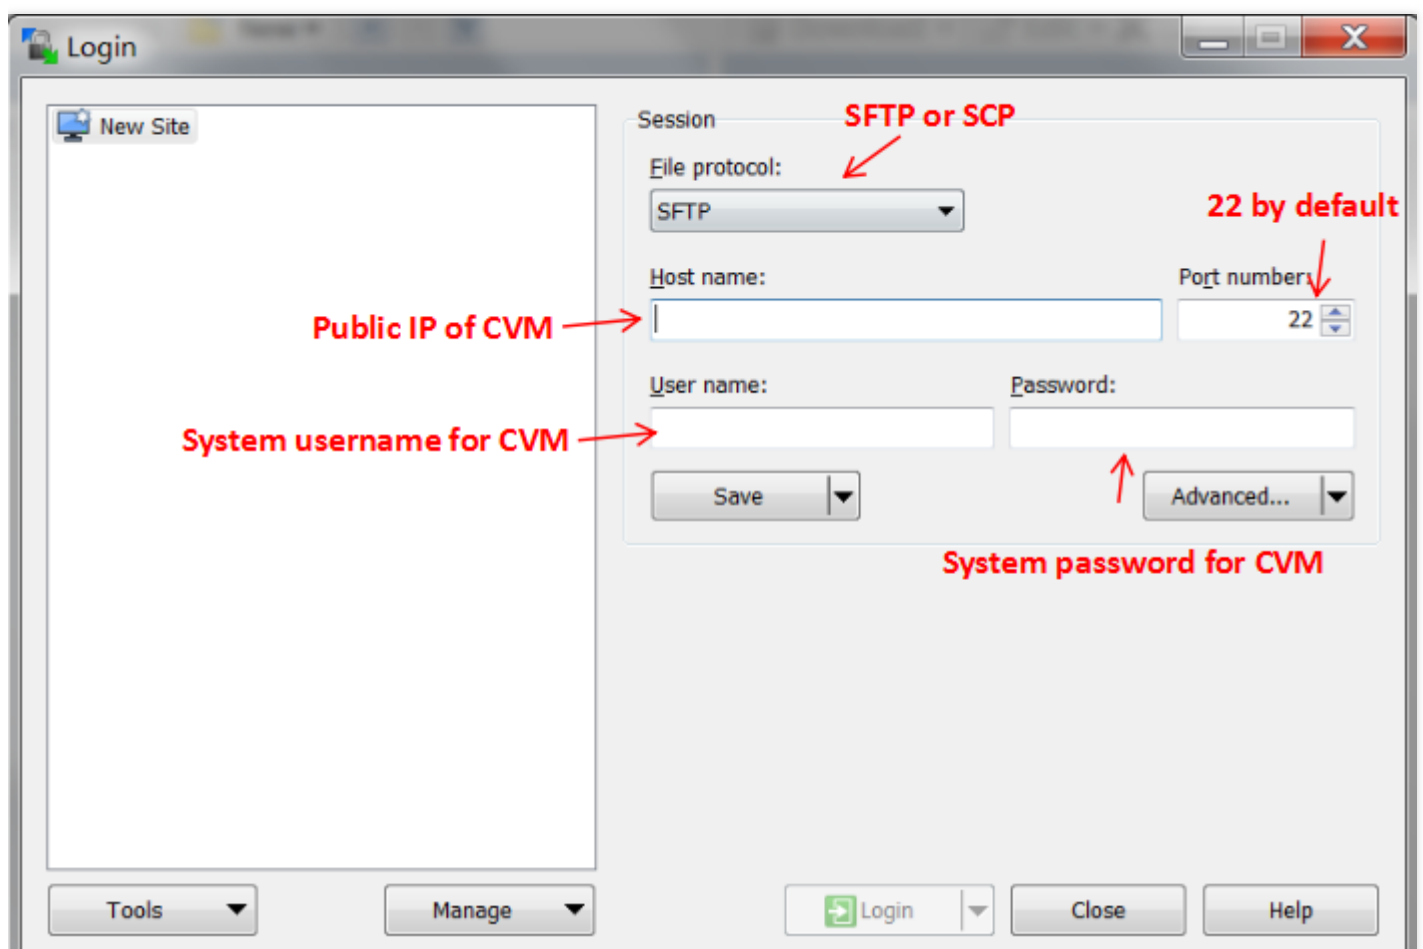 Login
New Site
Session
SFTP or SCP
File protocol:
SFTP
22 by default
Host name:
Port number:
Public IP of CVM
22
User name:
Password:
System username for CVM
Save
Advanced...
System password for CVM
Tools
Manage
Login
Close
Help